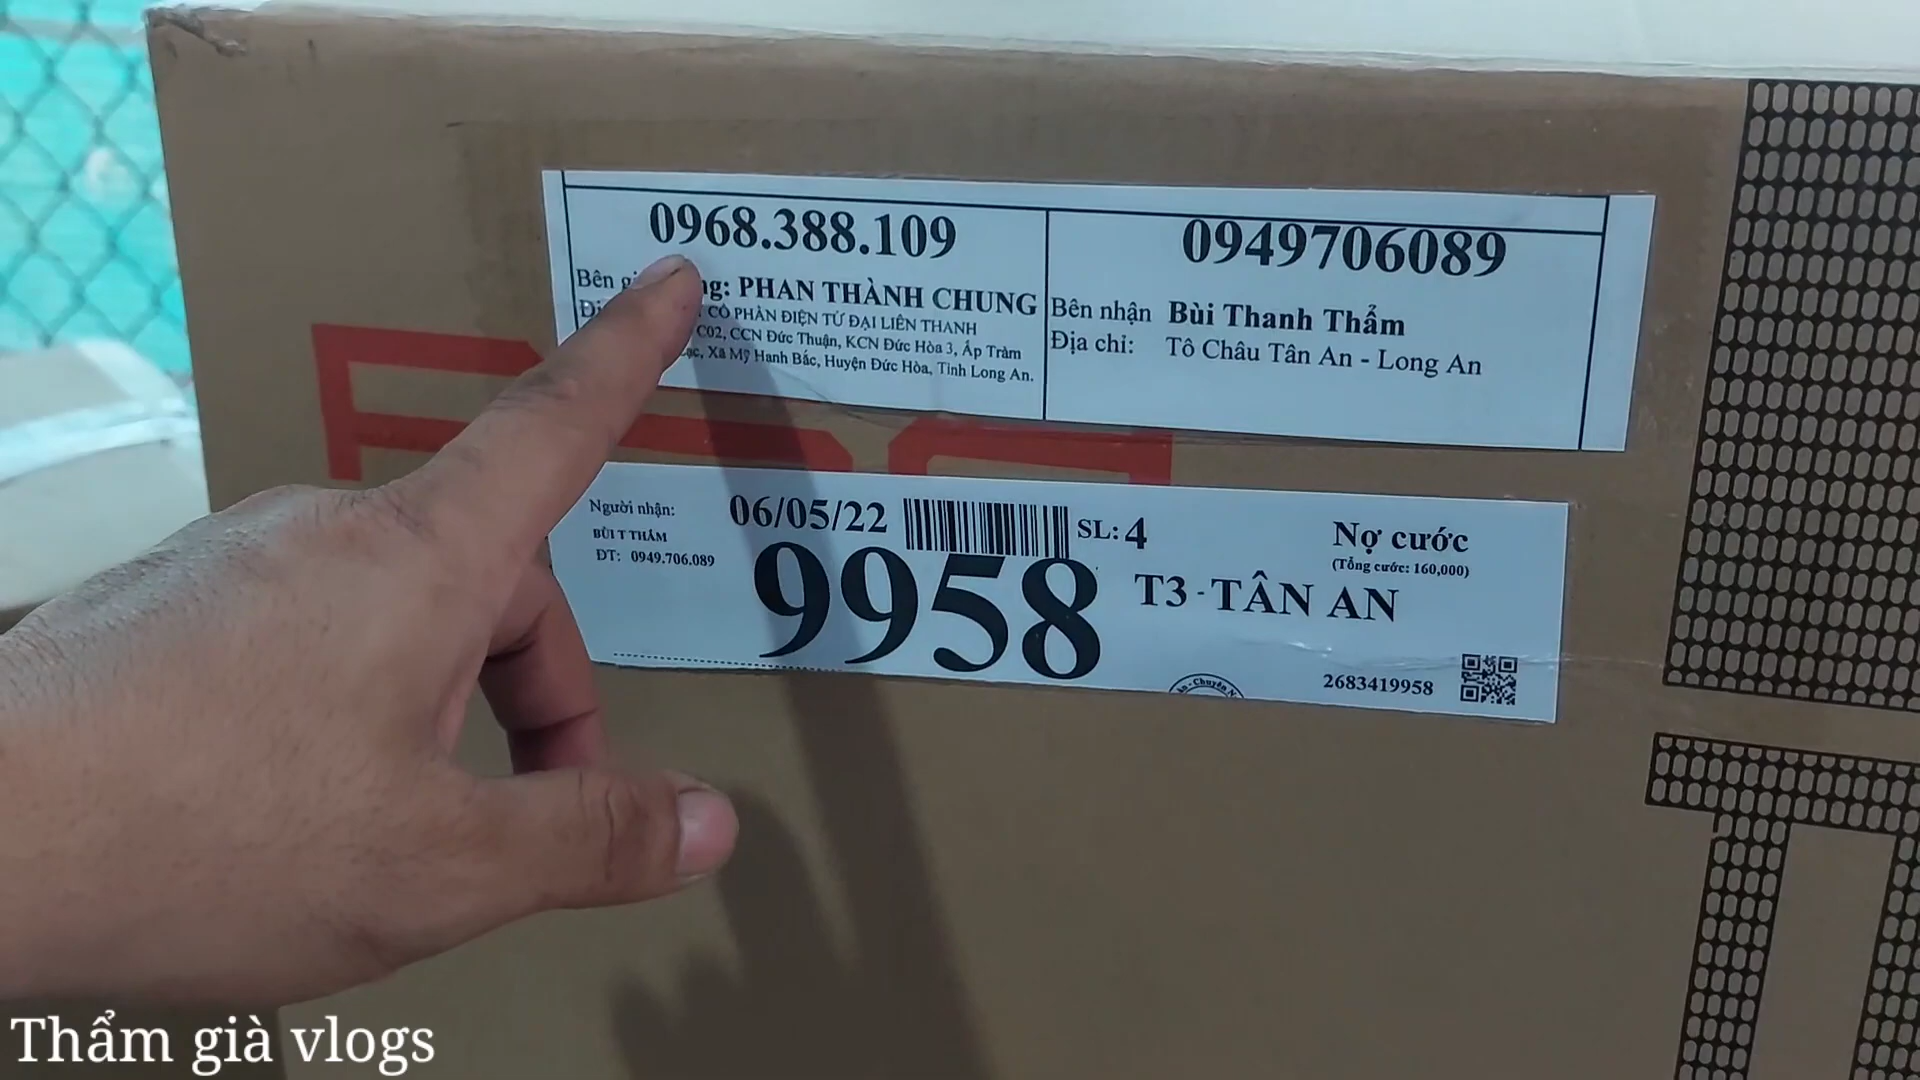 0968.388.109
0949706089
Bên ng: PHAN THÀNH CHUNG
CỔ PHẦN ĐIỆN TỬ ĐẠI LIÊN THANH
C02, CCN Đức Thuận, KCN Đức Hòa 3, Ấp Tràm
Xã Mỹ Hanh Bắc, Huyện Đức Hòa, Tỉnh Long An.
Bên nhận Bùi Thanh Thẩm
Địa chỉ: Tô Châu Tân An - Long An
Người nhận:
BÙI T THẨM
ĐT: 0949.706.089
06/05/22
SL: 4
9958
T3 - TÂN AN
Nợ cước
(Tổng cước: 160,000)
2683419958
Thẩm già vlogs